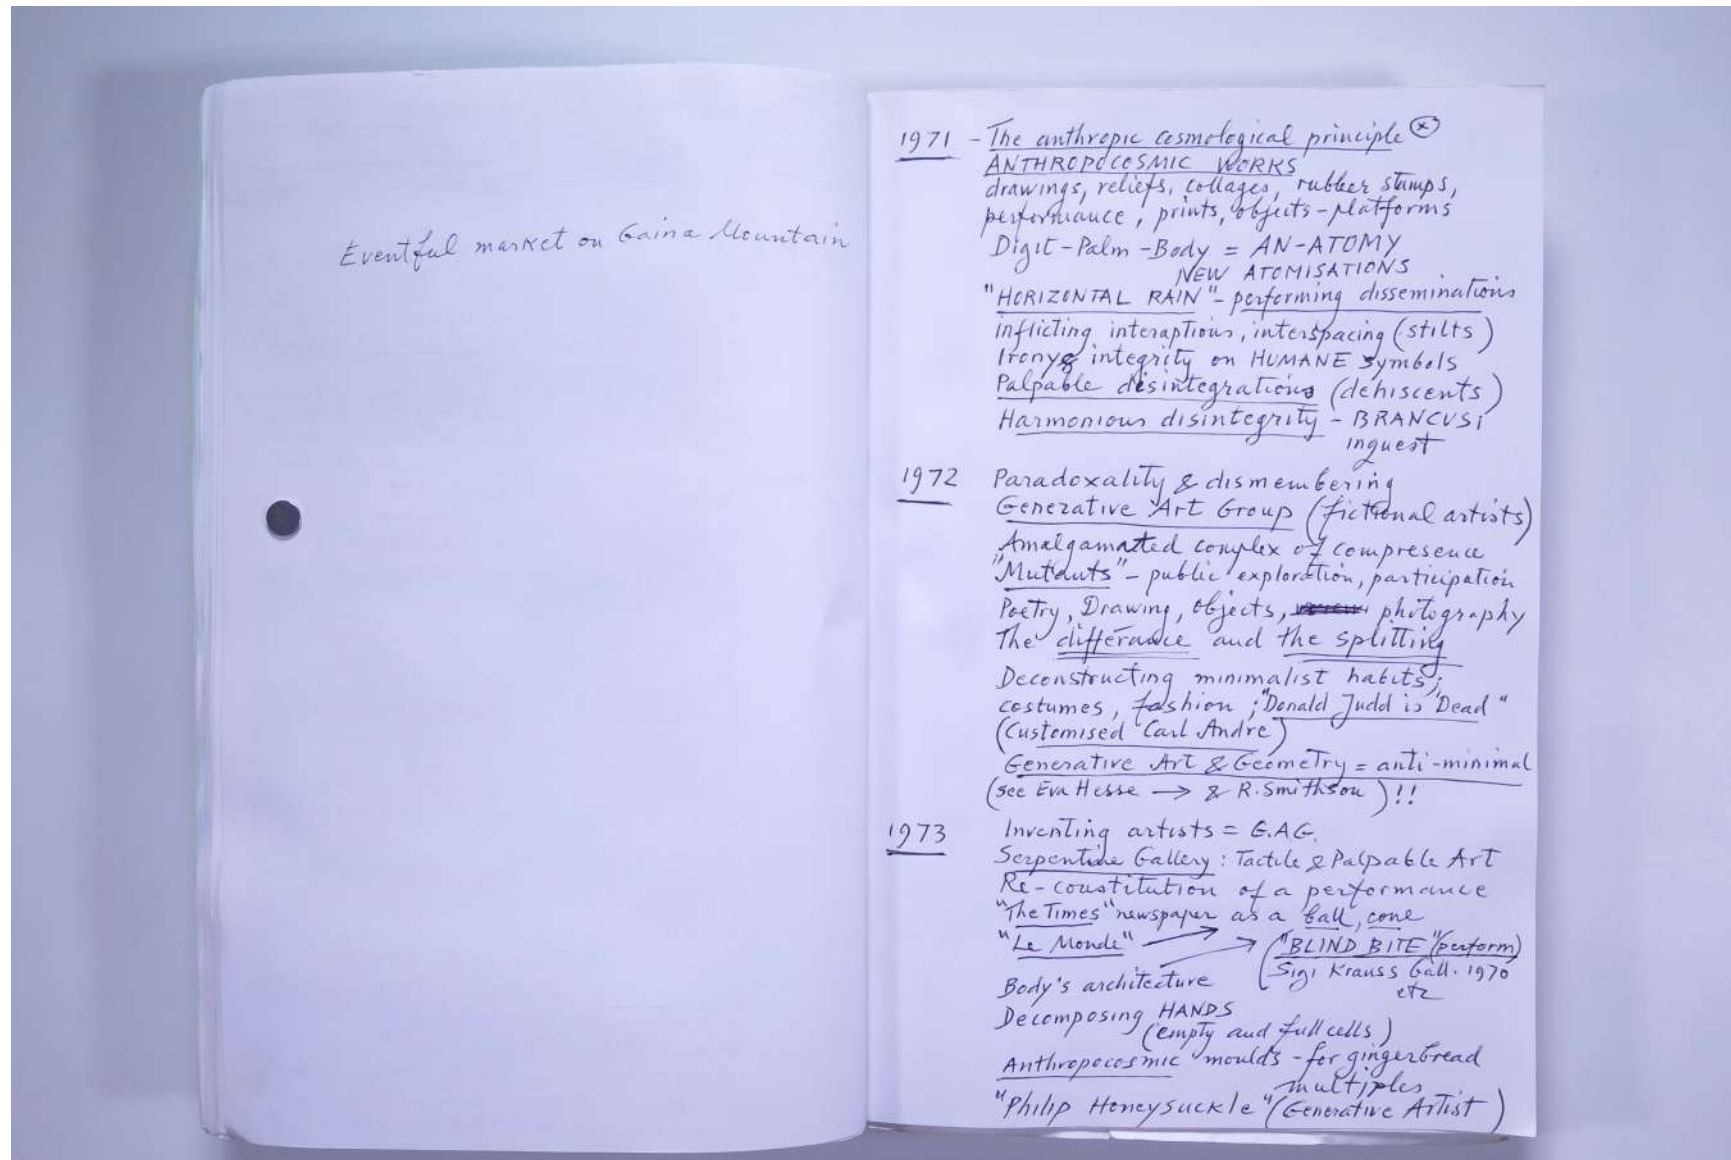 Eventful market on Gaina Mountain
1971 - The anthropic cosmological principle ⓧ
ANTHROPOCOSMIC WORKS
drawings, reliefs, collages, rubber stamps,
performance, prints, objects-platforms
Digit-Palm-Body = AN-ATOMY
NEW ATOMISATIONS
"HORIZONTAL RAIN" - performing disseminations
inflicting interaptions, interspacing (stilts)
Irony & integrity on HUMANE symbols
Palpable desintegrations (dehiscents)
Harmonious disintegrity - BRANCUSi
inquest
1972 Paradoxality & dismembering
Generative Art Group (fictional artists)
Amalgamated complex of compresence
"Mutants" - public exploration, participation
Poetry, Drawing, objects, photography
The différance and the splitting
Deconstructing minimalist habits;
costumes, fashion; "Donald Judd is Dead"
(Customised Carl Andre)
Generative Art & Geometry = anti-minimal
(see Eva Hesse → & R. Smithson)!!
1973 Inventing artists = G.A.G.
Serpentine Gallery: Tactile & Palpable Art
Re-constitution of a performance
"The Times" newspaper as a ball, cone
"Le Monde" → → ("BLIND BITE" (perform)
Sigi Krauss Gall. 1970
Body's architecture
etz
Decomposing HANDS
(empty and full cells)
Anthropocosmic moulds - for gingerbread
multiples
"Philip Honeysuckle" (Generative Artist)